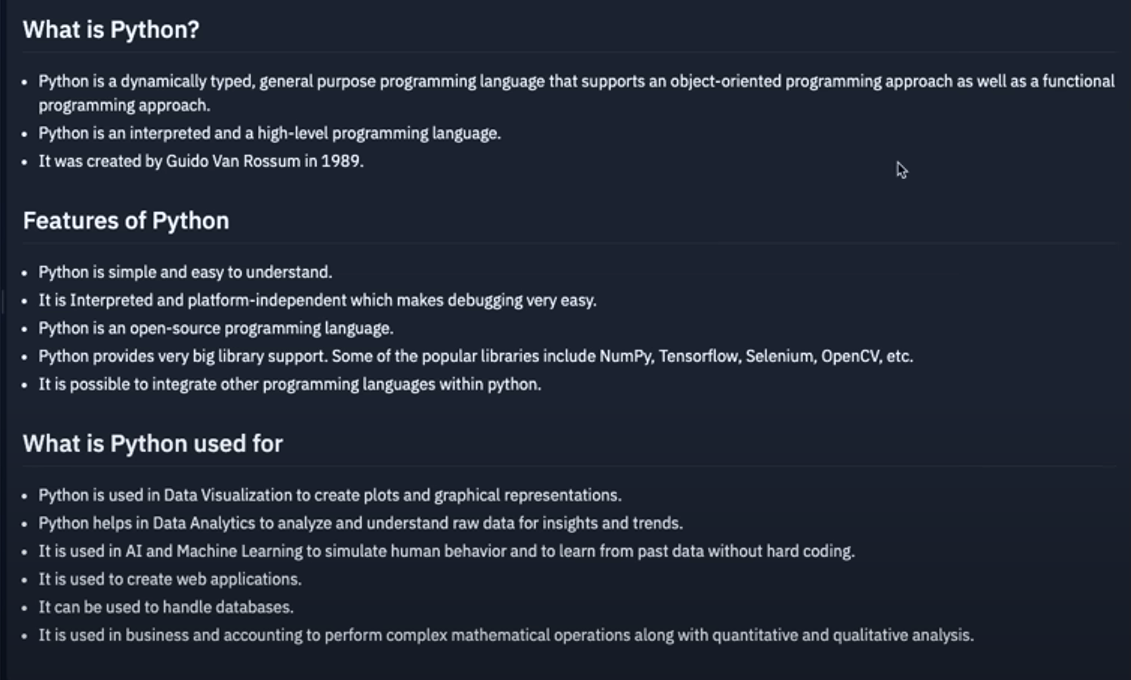 What is Python?
• Python is a dynamically typed, general purpose programming language that supports an object-oriented programming approach as well as a functional
programming approach.
• Python is an interpreted and a high-level programming language.
• It was created by Guido Van Rossum in 1989.
Features of Python
• Python is simple and easy to understand.
• It is Interpreted and platform-independent which makes debugging very easy.
• Python is an open-source programming language.
• Python provides very big library support. Some of the popular libraries include NumPy, Tensorflow, Selenium, OpenCV, etc.
• It is possible to integrate other programming languages within python.
What is Python used for
• Python is used in Data Visualization to create plots and graphical representations.
• Python helps in Data Analytics to analyze and understand raw data for insights and trends.
• It is used in AI and Machine Learning to simulate human behavior and to learn from past data without hard coding.
• It is used to create web applications.
• It can be used to handle databases.
• It is used in business and accounting to perform complex mathematical operations along with quantitative and qualitative analysis.